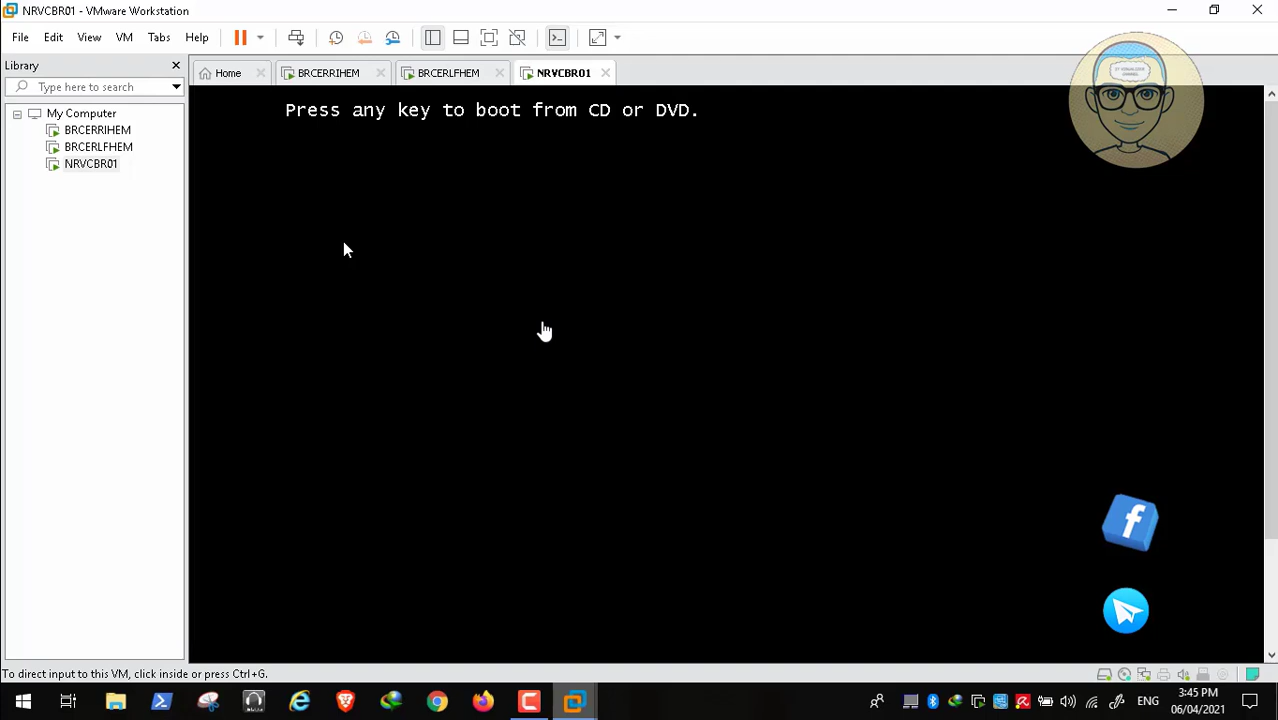 NRVCBR01 - VMware Workstation
File Edit View VM Tabs Help
Library
Type here to search
My Computer
BRCERRIHEM
BRCERLFHEM
NRVCBR01
Home
BRCERRIHEM
BRCERLFHEM
NRVCBR01
Press any key to boot from CD or DVD.
To direct input to this VM, click inside or press Ctrl+G.
ENG
3:45 PM
06/04/2021